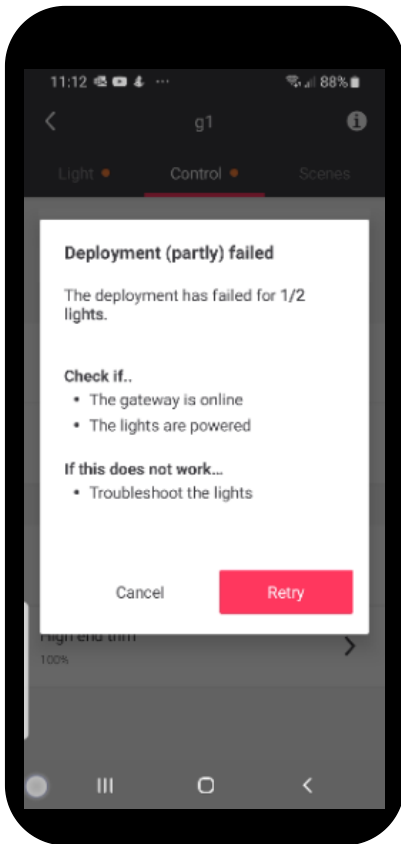 11:12 ... 88%
g1
Light Control Scenes
Deployment (partly) failed
The deployment has failed for 1/2
lights.
Check if..
• The gateway is online
• The lights are powered
If this does not work...
• Troubleshoot the lights
Cancel Retry
High end trim
100%